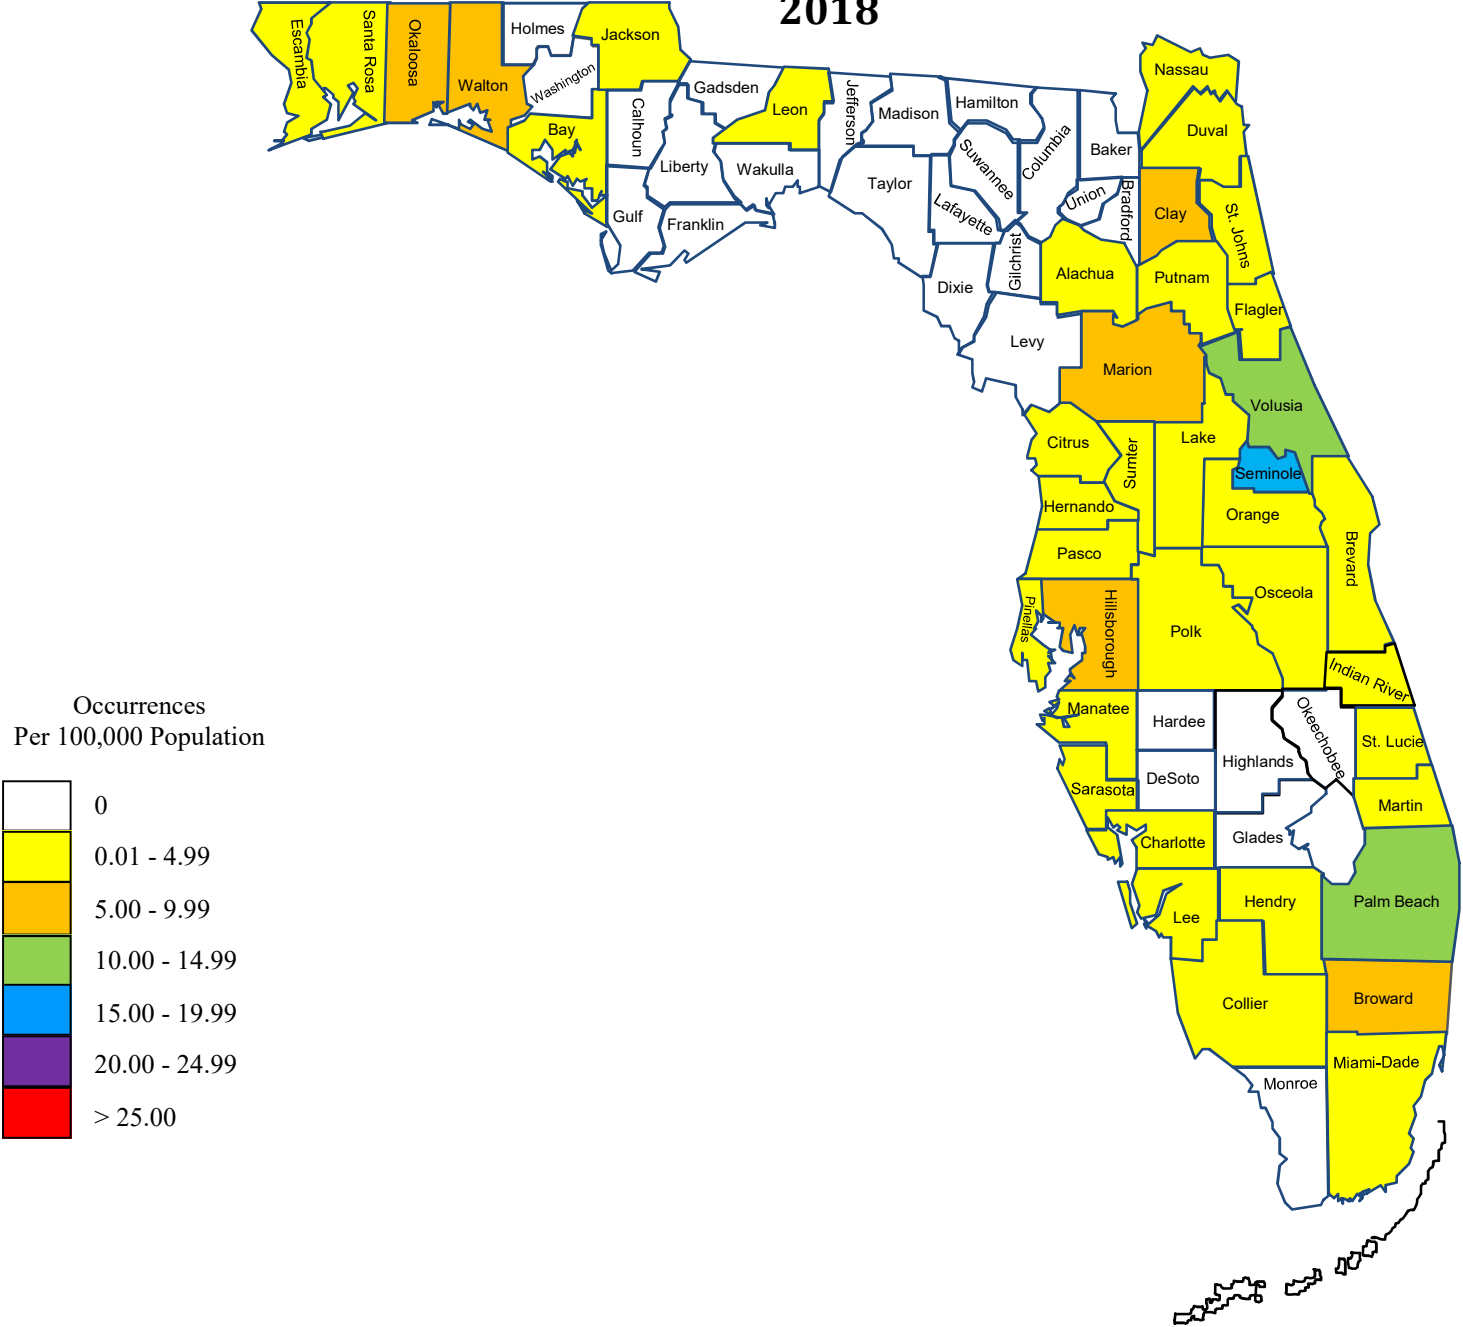 2018
Escambia
Santa Rosa
Okaloosa
Walton
Holmes
Washington
Jackson
Bay
Calhoun
Gulf
Liberty
Gadsden
Franklin
Leon
Wakulla
Jefferson
Madison
Taylor
Hamilton
Suwannee
Lafayette
Columbia
Baker
Union
Bradford
Gilchrist
Dixie
Nassau
Duval
Clay
St. Johns
Alachua
Putnam
Flagler
Levy
Marion
Volusia
Citrus
Sumter
Lake
Seminole
Hernando
Orange
Pasco
Brevard
Pinellas
Hillsborough
Polk
Osceola
Indian River
Manatee
Hardee
Highlands
Okeechobee
St. Lucie
Sarasota
DeSoto
Martin
Charlotte
Glades
Lee
Hendry
Palm Beach
Collier
Broward
Miami-Dade
Monroe
Occurrences
Per 100,000 Population
0
0.01 - 4.99
5.00 - 9.99
10.00 - 14.99
15.00 - 19.99
20.00 - 24.99
> 25.00